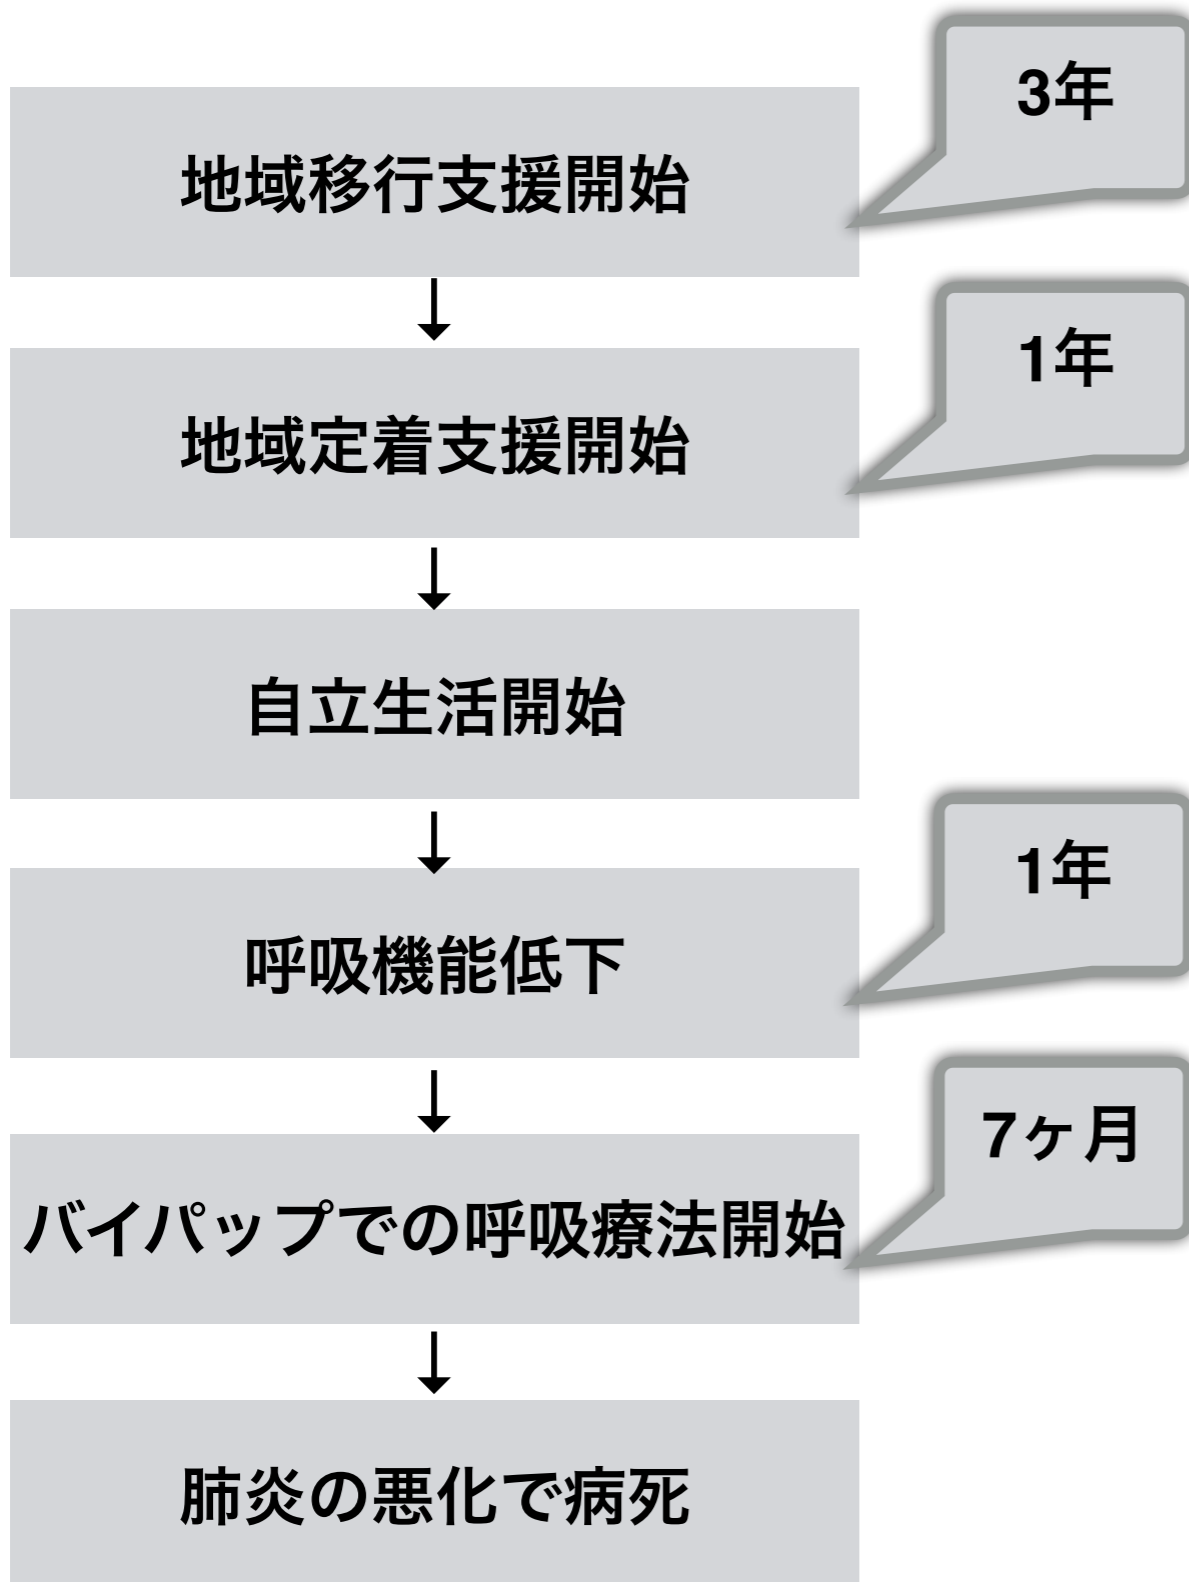 3年
地域移行支援開始
↓
1年
地域定着支援開始
↓
自立生活開始
↓
1年
呼吸機能低下
↓
7ヶ月
バイパップでの呼吸療法開始
↓
肺炎の悪化で病死